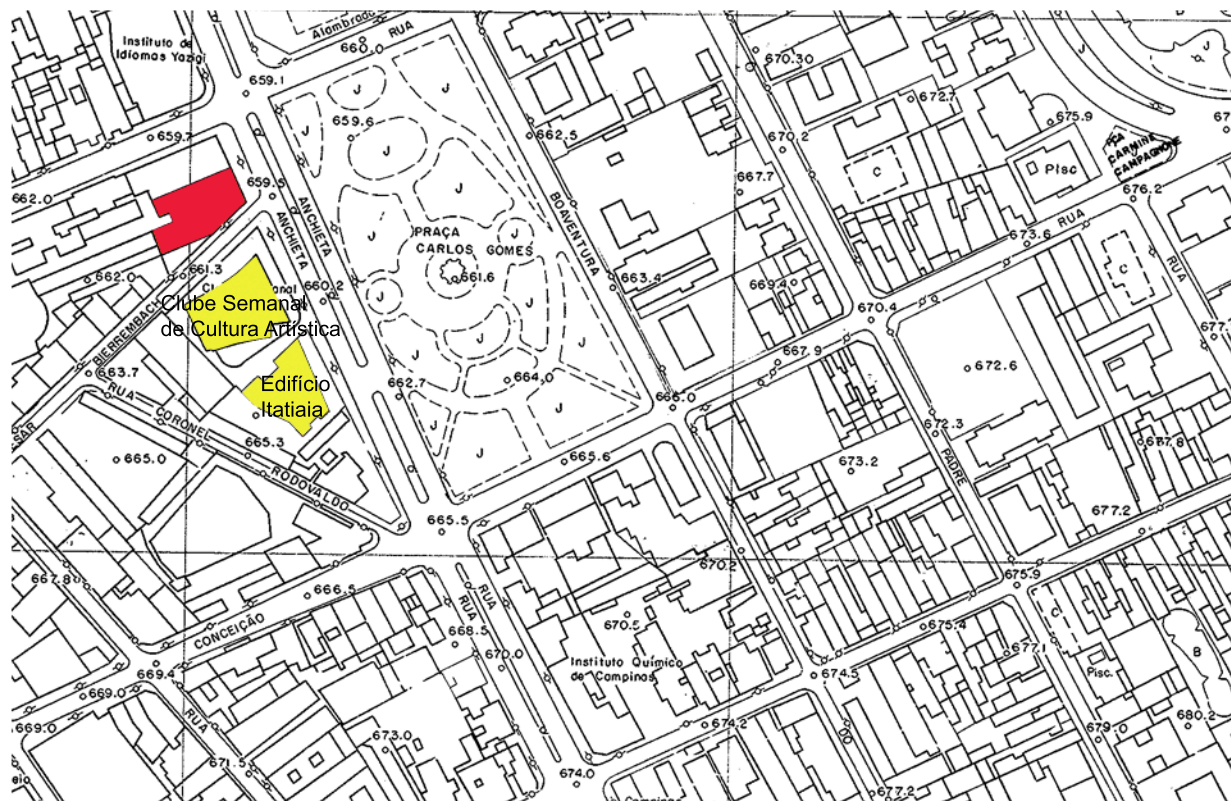 Instituto de
Idiomas Yazigi
Alambrado
660.0
RUA
659.1
659.6
J
J
J
J
J
662.5
670.30
670.2
672.7
675.9
J
J
PÇA
CARMINE
CAMPAGNONE
Pisc
C
659.7
662.0
659.5
ANCHIETA
ANCHIETA
J
J
PRAÇA
CARLOS GOMES
J
661.6
BOAVENTURA
667.7
676.2
RUA
673.6
C
RUA
662.0
661.3
660.2
J
J
663.4
669.4
670.4
Clube Semanal
de Cultura Artística
BIERREMBACH
663.7
RUA
CORONEL
RODOVALDO
Edifício
Itatiaia
662.7
J
J
664.0
J
J
J
J
666.0
667.9
672.6
672.3
677.8
SAR
665.0
665.3
665.6
673.2
PADRE
677.2
665.5
667.8
666.5
CONCEIÇÃO
RUA
RUA
668.5
670.0
670.2
670.5
675.9
675.4
C
677.1
Instituto Químico
de Campinas
674.5
Pisc.
B
669.4
669.0
669.0
RUA
671.5
673.0
674.2
674.0
679.0
680.2
677.2